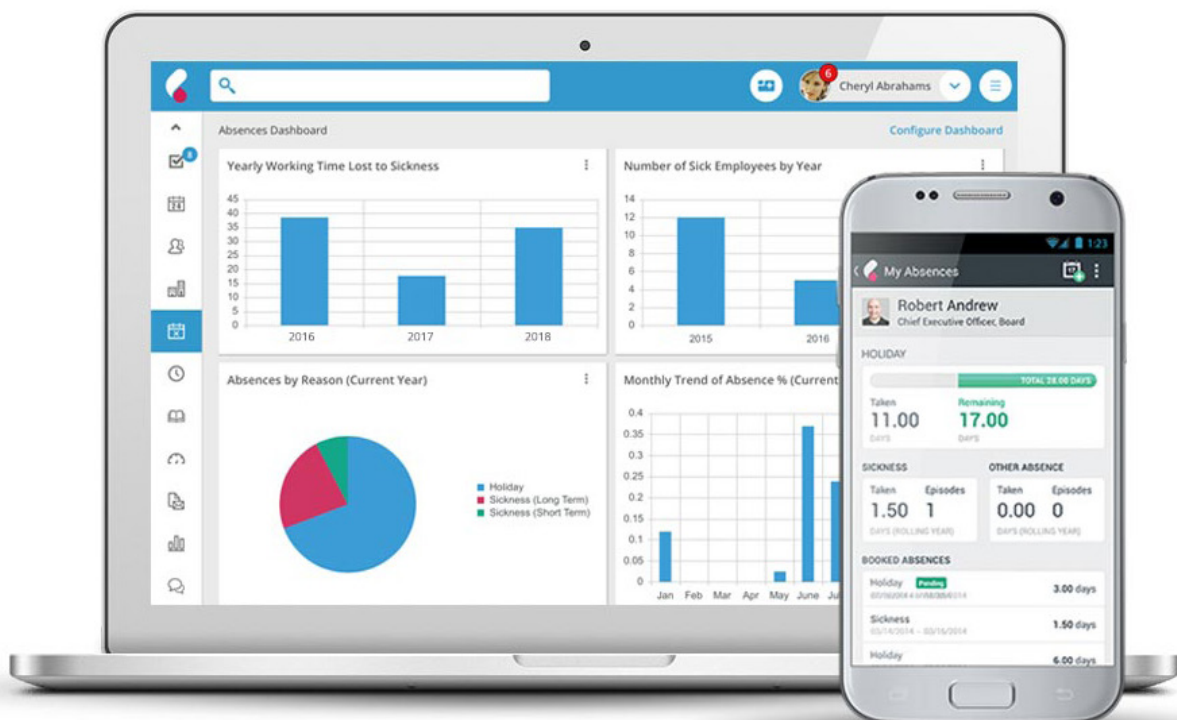 6
Cheryl Abrahams
Absences Dashboard
Configure Dashboard
8
24
Yearly Working Time Lost to Sickness
45
40
35
30
25
20
15
10
5
0
2016
2017
2018
Number of Sick Employees by Year
14
12
10
8
6
4
2
0
2015
2016
Absences by Reason (Current Year)
Holiday
Sickness (Long Term)
Sickness (Short Term)
Monthly Trend of Absence % (Current
0.4
0.35
0.3
0.25
0.2
0.15
0.1
0.05
0
Jan Feb Mar Apr May June
1:23
My Absences
17
Robert Andrew
Chief Executive Officer, Board
HOLIDAY
TOTAL 28.00 DAYS
Taken Remaining
11.00 17.00
DAYS DAYS
SICKNESS OTHER ABSENCE
Taken Episodes Taken Episodes
1.50 1 0.00 0
DAYS (ROLLING YEAR) DAYS (ROLLING YEAR)
BOOKED ABSENCES
Holiday Pending
3.00 days
Sickness
03/14/2014 - 03/15/2014
1.50 days
Holiday
6.00 days